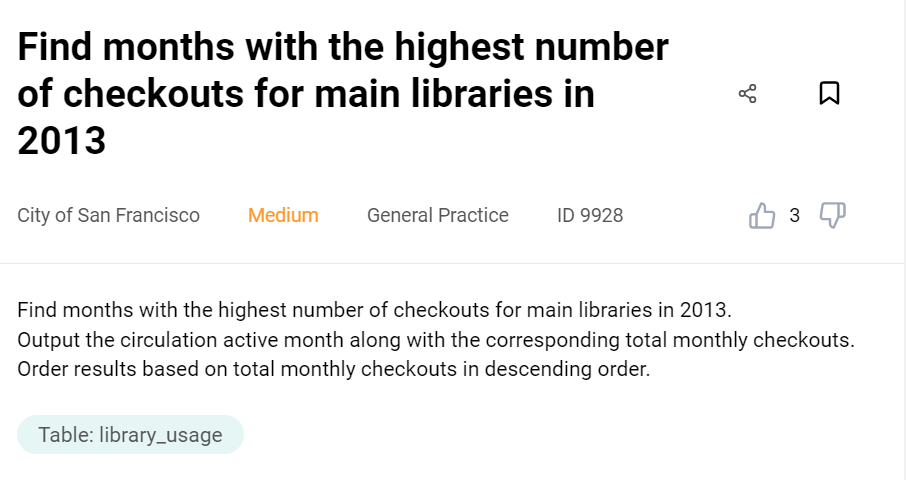 Find months with the highest number
of checkouts for main libraries in
2013
City of San Francisco Medium General Practice ID 9928 3
Find months with the highest number of checkouts for main libraries in 2013.
Output the circulation active month along with the corresponding total monthly checkouts.
Order results based on total monthly checkouts in descending order.
Table: library_usage